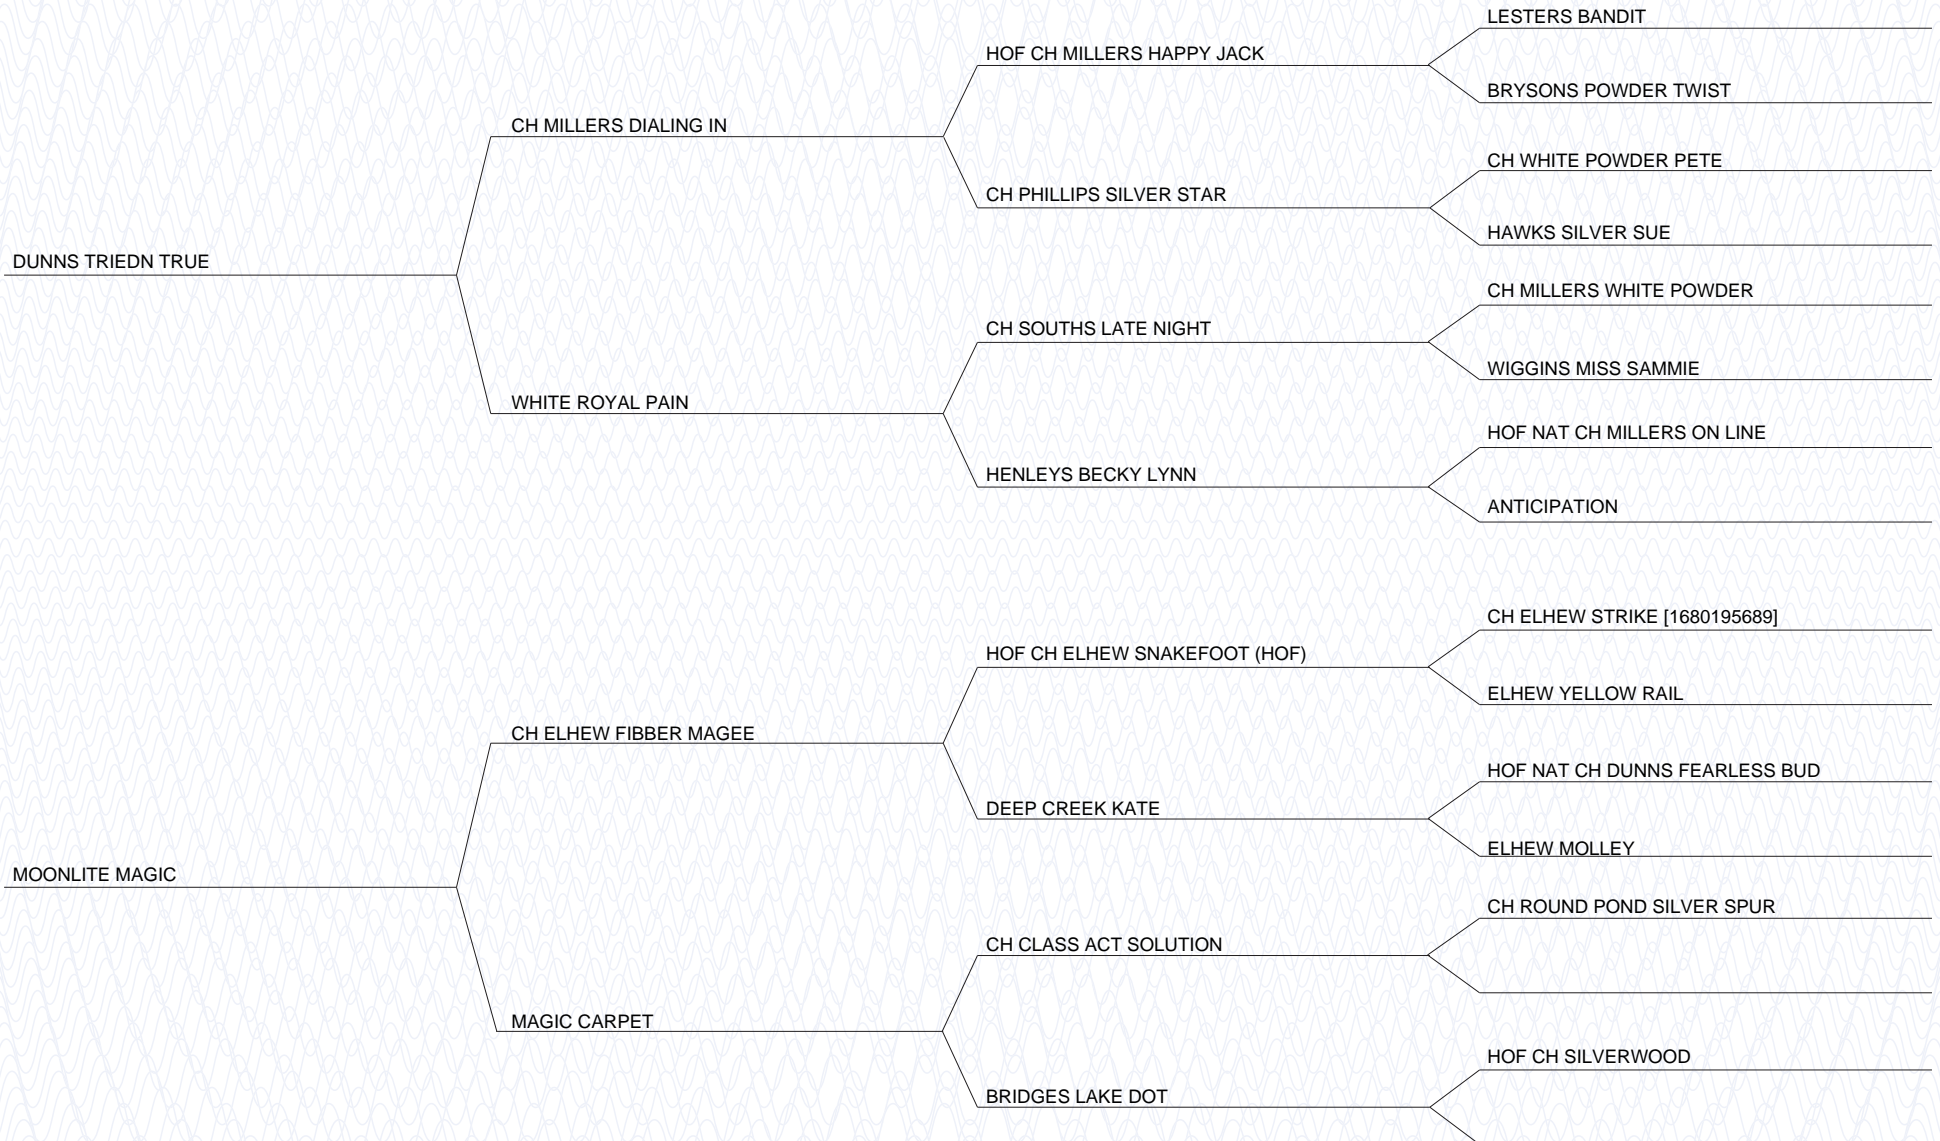 LESTERS BANDIT
HOF CH MILLERS HAPPY JACK
BRYSONS POWDER TWIST
CH MILLERS DIALING IN
CH WHITE POWDER PETE
CH PHILLIPS SILVER STAR
HAWKS SILVER SUE
DUNNS TRIEDN TRUE
CH MILLERS WHITE POWDER
CH SOUTHS LATE NIGHT
WIGGINS MISS SAMMIE
WHITE ROYAL PAIN
HOF NAT CH MILLERS ON LINE
HENLEYS BECKY LYNN
ANTICIPATION
CH ELHEW STRIKE [1680195689]
HOF CH ELHEW SNAKEFOOT (HOF)
ELHEW YELLOW RAIL
CH ELHEW FIBBER MAGEE
HOF NAT CH DUNNS FEARLESS BUD
DEEP CREEK KATE
ELHEW MOLLEY
MOONLITE MAGIC
CH ROUND POND SILVER SPUR
CH CLASS ACT SOLUTION
MAGIC CARPET
HOF CH SILVERWOOD
BRIDGES LAKE DOT